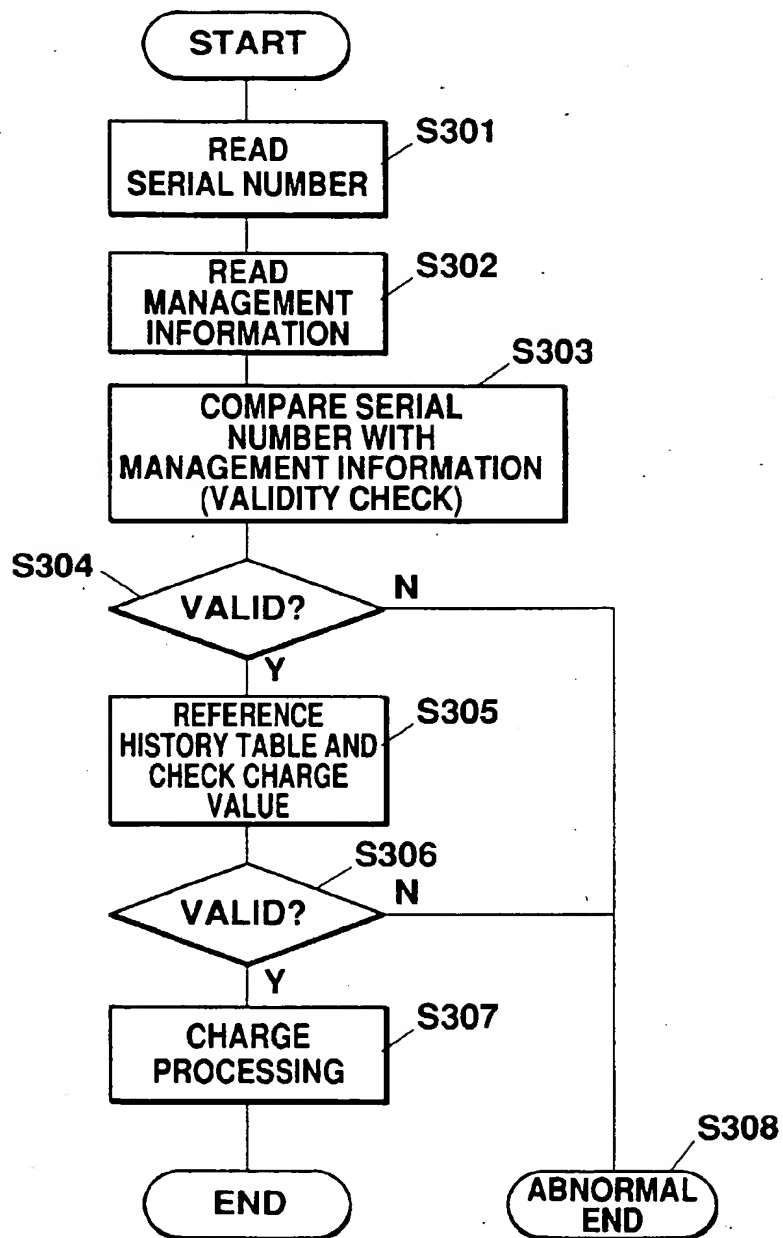 START
S301
READ
SERIAL NUMBER
S302
READ
MANAGEMENT
INFORMATION
S303
COMPARE SERIAL
NUMBER WITH
MANAGEMENT INFORMATION
(VALIDITY CHECK)
S304
VALID?
N
Y
S305
REFERENCE
HISTORY TABLE AND
CHECK CHARGE
VALUE
S306
VALID?
N
Y
S307
CHARGE
PROCESSING
S308
END
ABNORMAL
END